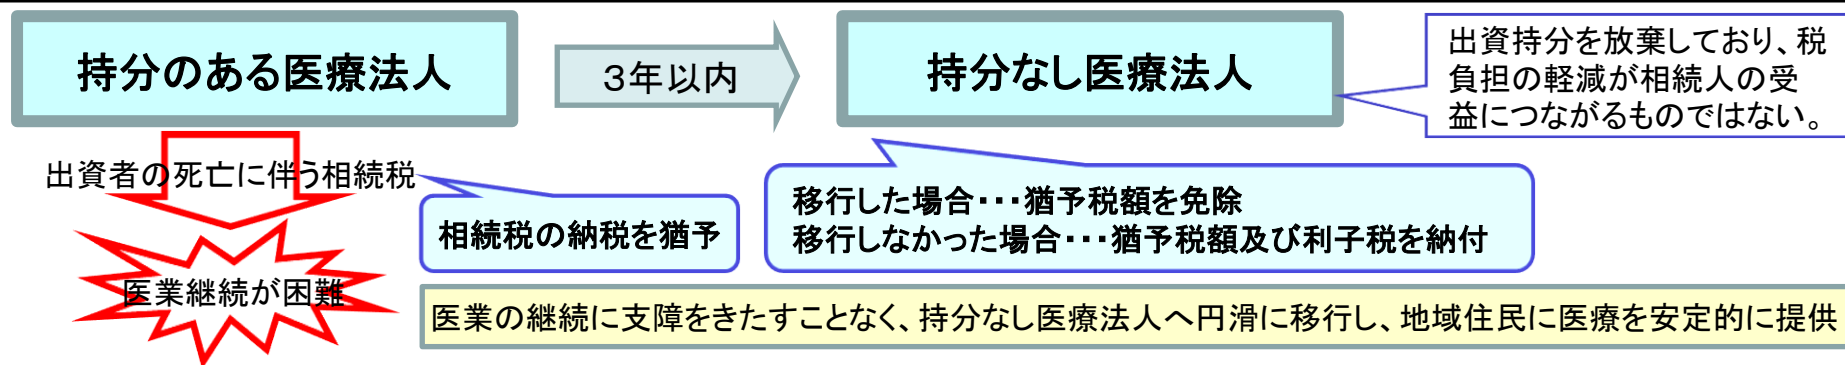 持分のある医療法人
３年以内
持分なし医療法人
出資持分を放棄しており、税
負担の軽減が相続人の受
益につながるものではない。
出資者の死亡に伴う相続税
相続税の納税を猶予
移行した場合・・・猶予税額を免除
移行しなかった場合・・・猶予税額及び利子税を納付
医業継続が困難
医業の継続に支障をきたすことなく、持分なし医療法人へ円滑に移行し、地域住民に医療を安定的に提供